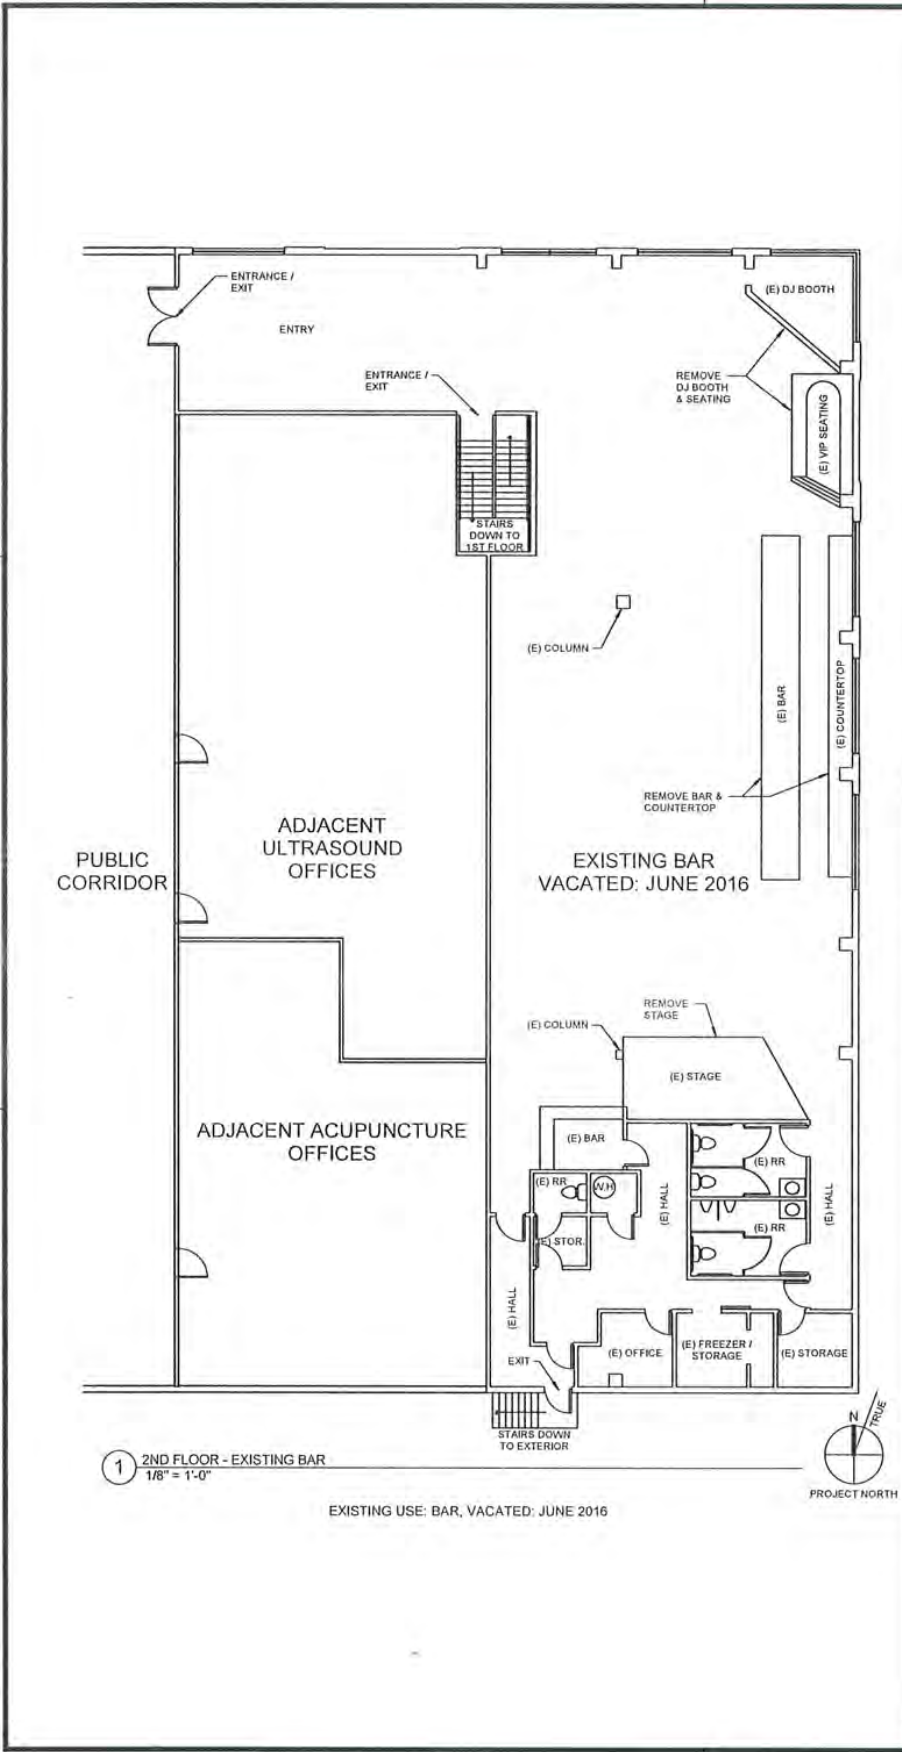 ENTRANCE /
EXIT
(E) DJ BOOTH
ENTRY
ENTRANCE /
EXIT
REMOVE
DJ BOOTH
& SEATING
(E) VIP SEATING
STAIRS
DOWN TO
1ST FLOOR
(E) COLUMN
(E) BAR
(E) COUNTERTOP
REMOVE BAR &
COUNTERTOP
ADJACENT
ULTRASOUND
OFFICES
PUBLIC
CORRIDOR
EXISTING BAR
VACATED: JUNE 2016
REMOVE
STAGE
(E) COLUMN
(E) STAGE
ADJACENT ACUPUNCTURE
OFFICES
(E) BAR
(E) RR
(E) RR
W.H
(E) HALL
(E) HALL
(E) RR
(E) STOR.
(E) HALL
EXIT
(E) OFFICE
(E) FREEZER /
STORAGE
(E) STORAGE
STAIRS DOWN
TO EXTERIOR
N
TRUE
PROJECT NORTH
1
2ND FLOOR - EXISTING BAR
1/8" = 1'-0"
EXISTING USE: BAR, VACATED: JUNE 2016